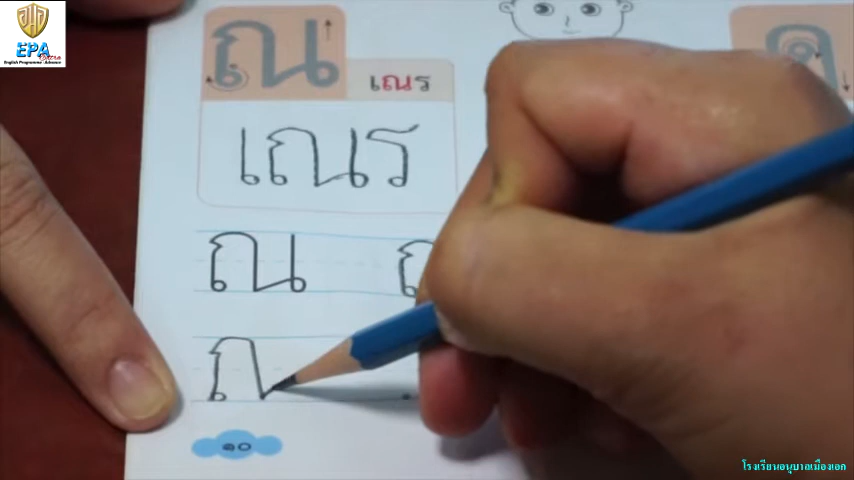 EPA
Extra
English Programme : Advance
ณ
เณร
เณร
ณ
๑๐
โรงเรียนอนุบาลเมืองเอก